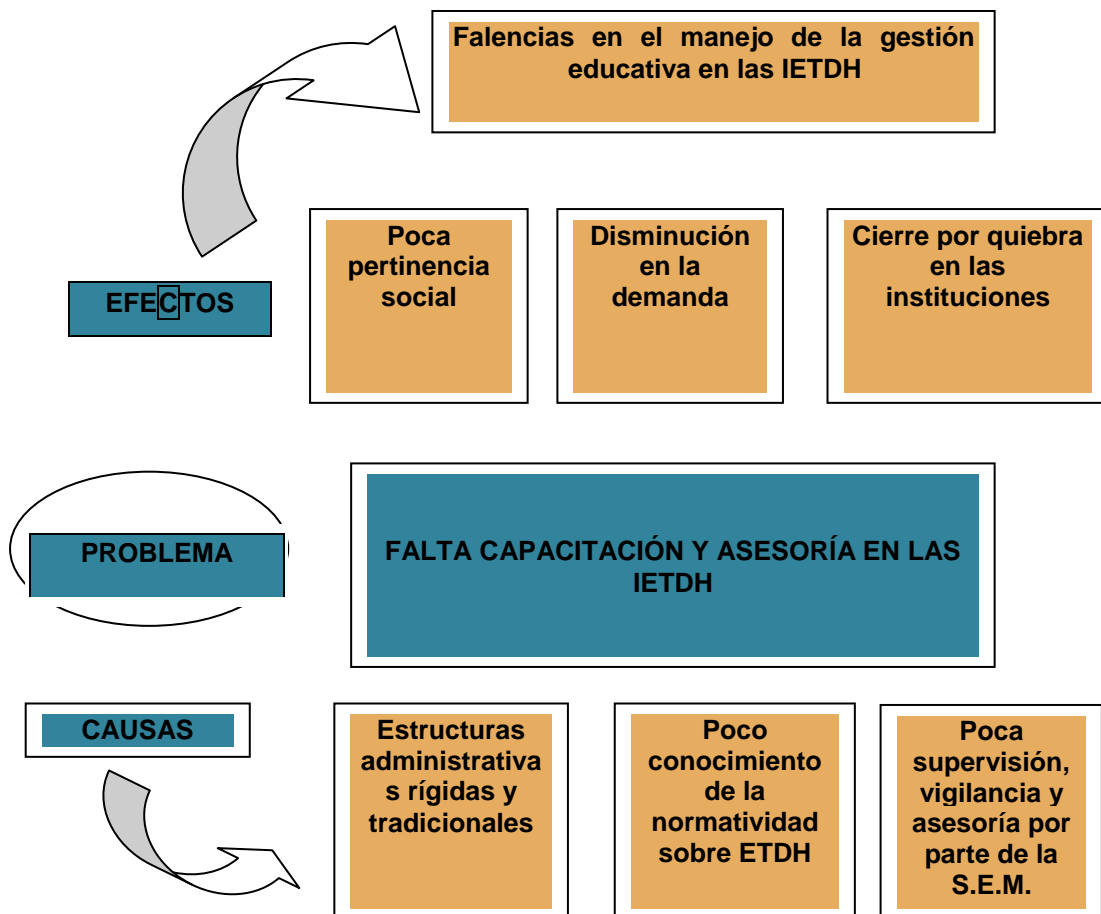 Falencias en el manejo de la gestión
educativa en las IETDH
Poca
pertinencia
social
Disminución
en la
demanda
Cierre por quiebra
en las
instituciones
EFECTOS
PROBLEMA
FALTA CAPACITACIÓN Y ASESORÍA EN LAS
IETDH
CAUSAS
Estructuras
administrativa
s rígidas y
tradicionales
Poco
conocimiento
de la
normatividad
sobre ETDH
Poca
supervisión,
vigilancia y
asesoría por
parte de la
S.E.M.